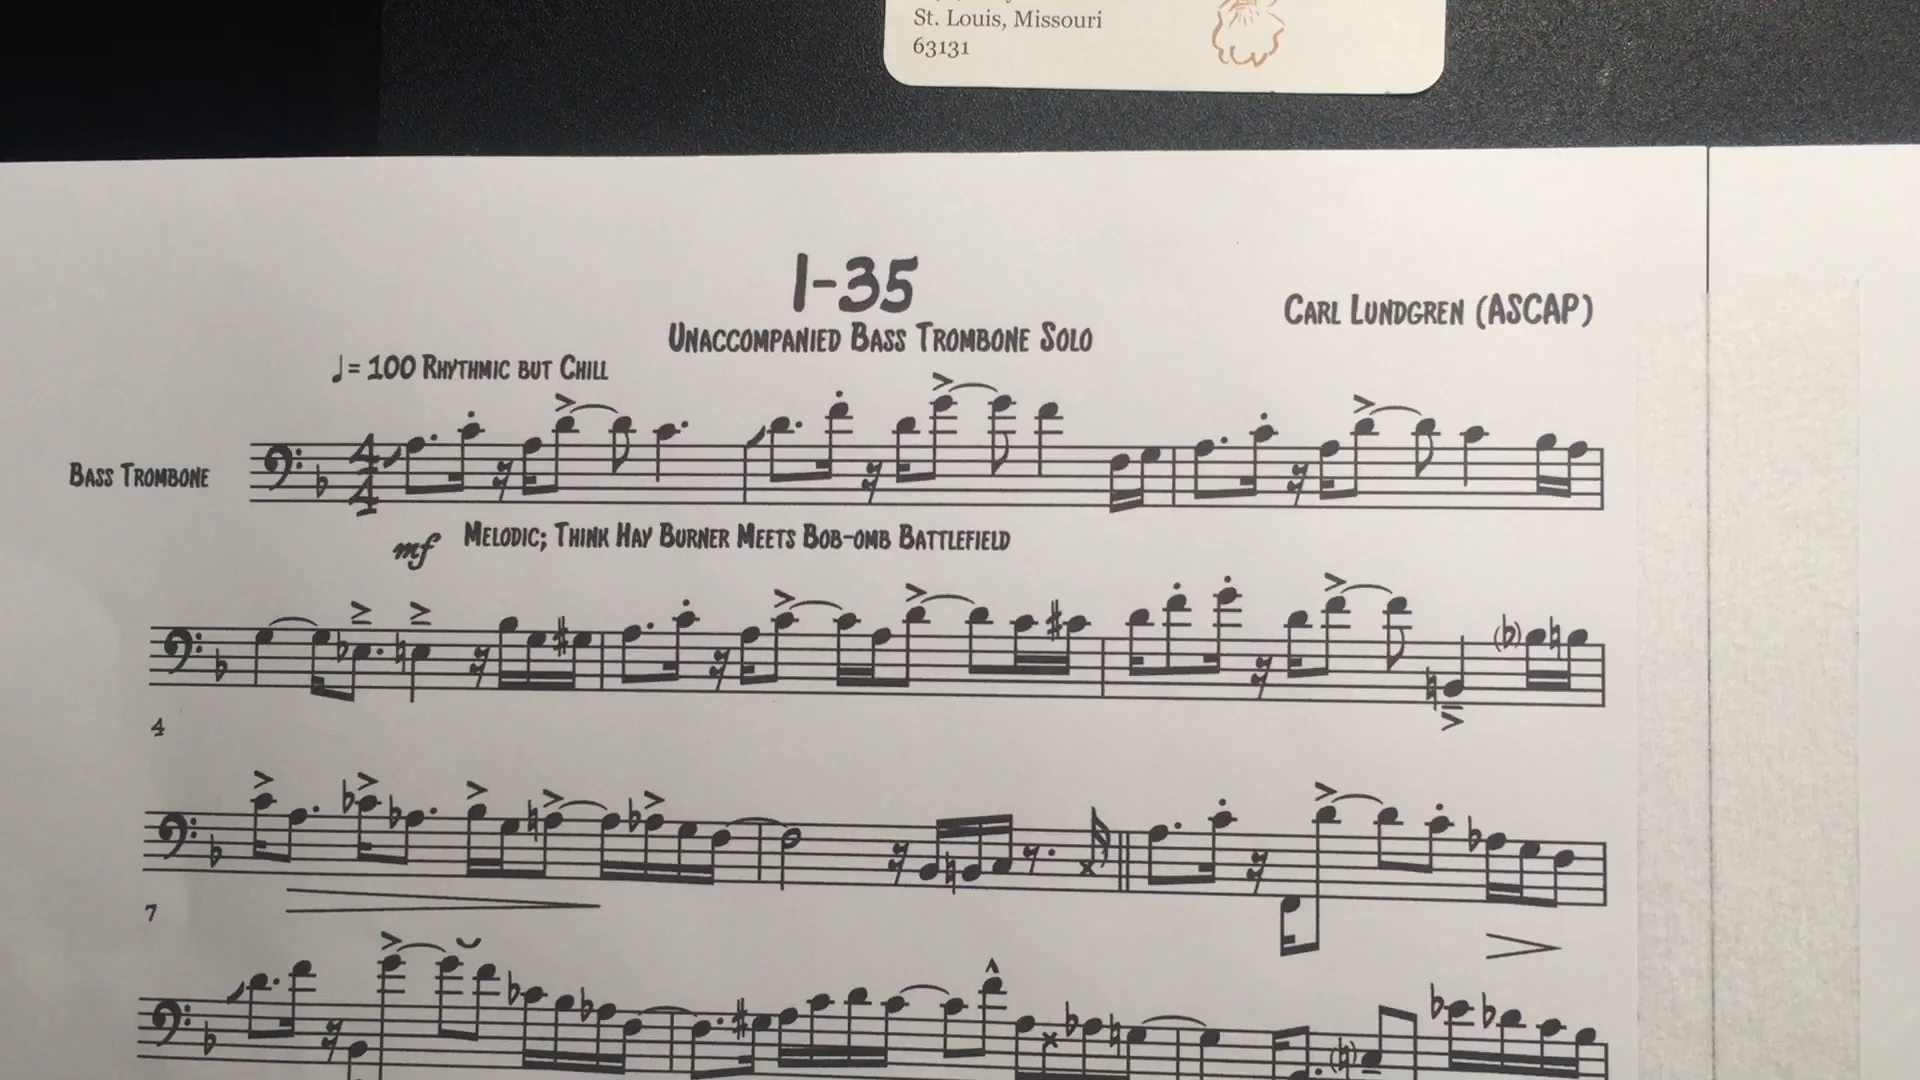 St. Louis, Missouri
63131
I-35
Unaccompanied Bass Trombone Solo
Carl Lundgren (ASCAP)
♩= 100 Rhythmic but Chill
Bass Trombone
mf Melodic; Think Hay Burner Meets Bob-omb Battlefield
4
7